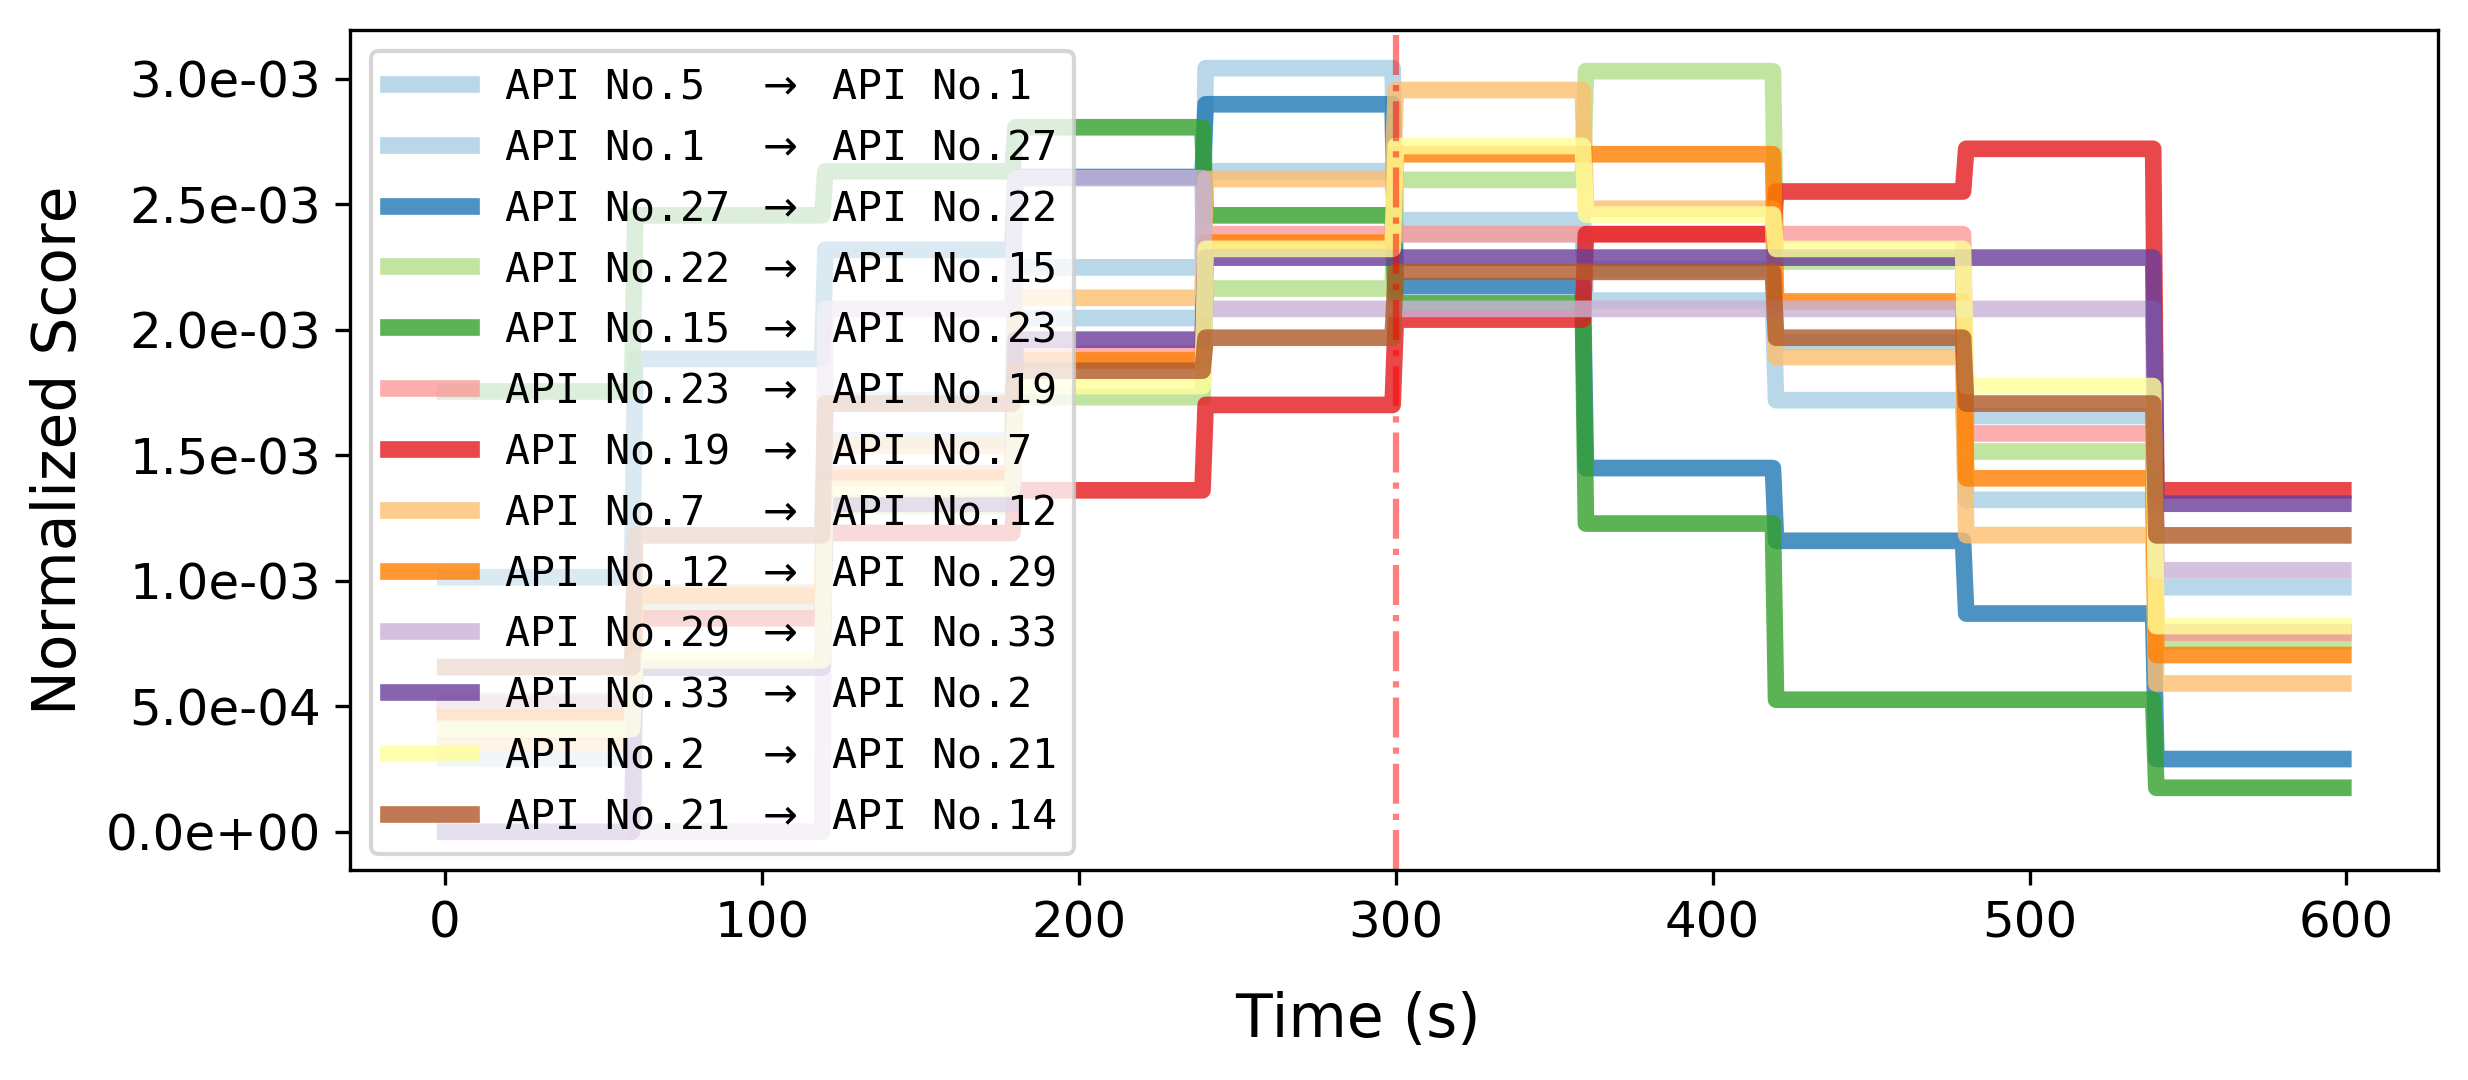 Normalized Score
3.0e-03
2.5e-03
2.0e-03
1.5e-03
1.0e-03
5.0e-04
0.0e+00
API No.5 → API No.1
API No.1 → API No.27
API No.27 → API No.22
API No.22 → API No.15
API No.15 → API No.23
API No.23 → API No.19
API No.19 → API No.7
API No.7 → API No.12
API No.12 → API No.29
API No.29 → API No.33
API No.33 → API No.2
API No.2 → API No.21
API No.21 → API No.14
0 100 200 300 400 500 600
Time (s)